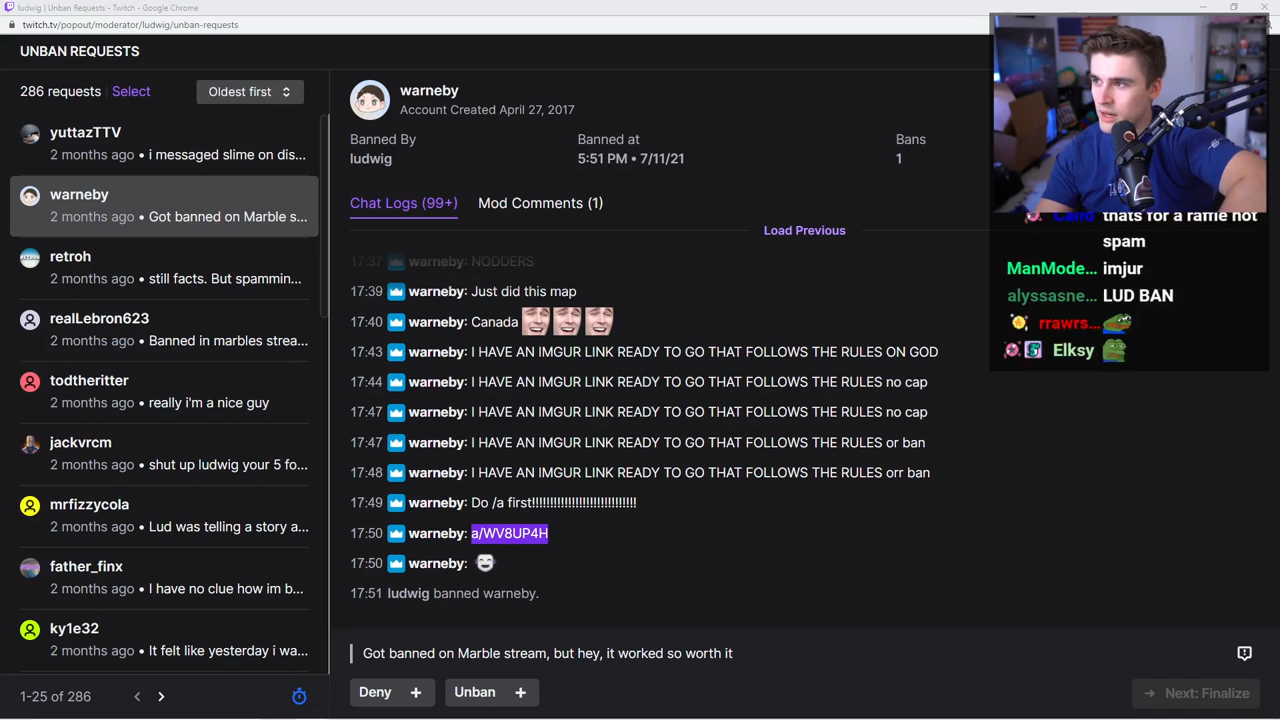 ludwig | Unban Requests - Twitch - Google Chrome
twitch.tv/popout/moderator/ludwig/unban-requests
UNBAN REQUESTS
286 requests Select
Oldest first
yuttazTTV
2 months ago • i messaged slime on dis...
warneby
2 months ago • Got banned on Marble s...
retroh
2 months ago • still facts. But spammin...
realLebron623
2 months ago • Banned in marbles strea...
todtheritter
2 months ago • really i'm a nice guy
jackvrcm
2 months ago • shut up ludwig your 5 fo...
mrfizzycola
2 months ago • Lud was telling a story a...
father_finx
2 months ago • I have no clue how im b...
ky1e32
2 months ago • It felt like yesterday i wa...
1-25 of 286
warneby
Account Created April 27, 2017
Banned By
ludwig
Banned at
5:51 PM • 7/11/21
Bans
1
Chat Logs (99+)
Mod Comments (1)
Load Previous
17:37 warneby: NODDERS
17:39 warneby: Just did this map
17:40 warneby: Canada
17:43 warneby: I HAVE AN IMGUR LINK READY TO GO THAT FOLLOWS THE RULES ON GOD
17:44 warneby: I HAVE AN IMGUR LINK READY TO GO THAT FOLLOWS THE RULES no cap
17:47 warneby: I HAVE AN IMGUR LINK READY TO GO THAT FOLLOWS THE RULES no cap
17:47 warneby: I HAVE AN IMGUR LINK READY TO GO THAT FOLLOWS THE RULES or ban
17:48 warneby: I HAVE AN IMGUR LINK READY TO GO THAT FOLLOWS THE RULES orr ban
17:49 warneby: Do /a first!!!!!!!!!!!!!!!!!!!!!!!!!!!!
17:50 warneby: a/WV8UP4H
17:50 warneby:
17:51 ludwig banned warneby.
Got banned on Marble stream, but hey, it worked so worth it
Deny +
Unban +
Next: Finalize
thats for a raffle not
spam
ManMode... imjur
alyssasne... LUD BAN
rrawrs...
Elksy